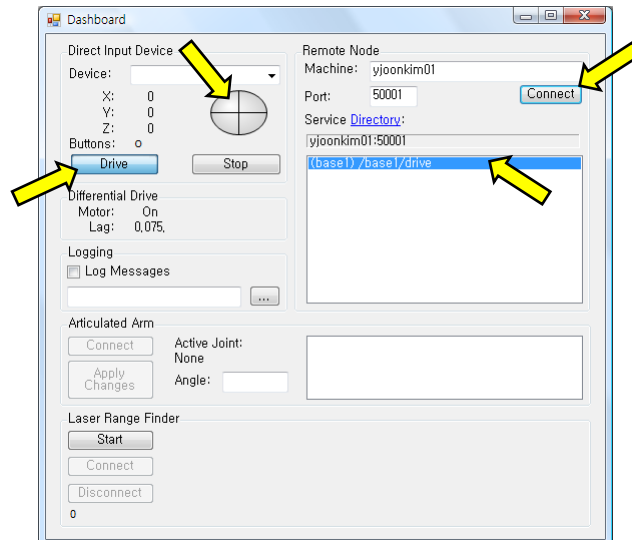 Dashboard
Direct Input Device
Device:
X: 0
Y: 0
Z: 0
Buttons: o
Drive
Stop
Differential Drive
Motor: On
Lag: 0,075,
Logging
Log Messages
...
Remote Node
Machine: yjoonkim01
Port: 50001
Connect
Service Directory:
yjoonkim01:50001
(base1) /base1/drive
Articulated Arm
Connect
Apply
Changes
Active Joint:
None
Angle:
Laser Range Finder
Start
Connect
Disconnect
0